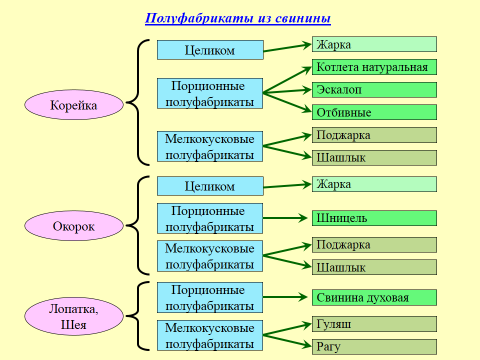 Полуфабрикаты из свинины
Корейка
Целиком
Жарка
Порционные
полуфабрикаты
Котлета натуральная
Эскалоп
Отбивные
Мелкокусковые
полуфабрикаты
Поджарка
Шашлык
Окорок
Целиком
Жарка
Порционные
полуфабрикаты
Шницель
Мелкокусковые
полуфабрикаты
Поджарка
Шашлык
Лопатка,
Шея
Порционные
полуфабрикаты
Свинина духовая
Мелкокусковые
полуфабрикаты
Гуляш
Рагу